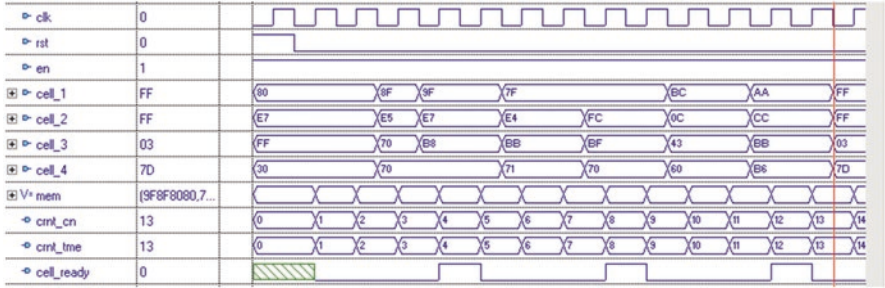 clk 0
rst 0
en 1
cell_1 FF 80 8F 9F 7F BC AA FF
cell_2 FF E7 E5 E7 E4 FC 0C CC FF
cell_3 03 FF 70 B8 BB BF 43 BB 03
cell_4 7D 30 70 71 70 60 B6 7D
V= mem (9F8F8080,7...
crnt_cn 13 0 1 2 3 4 5 6 7 8 9 10 11 12 13 14
crnt_tme 13 0 1 2 3 4 5 6 7 8 9 10 11 12 13 14
cell_ready 0